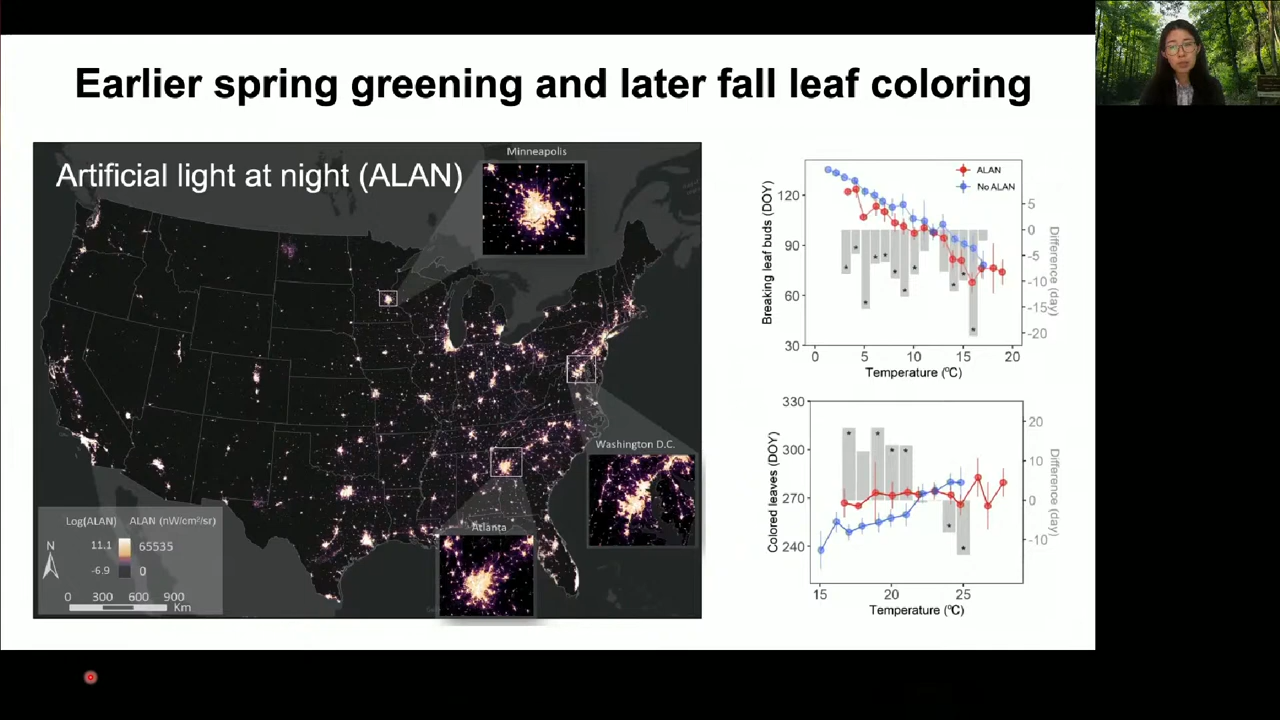 Earlier spring greening and later fall leaf coloring
Artificial light at night (ALAN)
Minneapolis
Washington D.C.
Atlanta
Log(ALAN) ALAN (nW/cm²/sr)
11.1 65535
-6.9 0
N
0 300 600 900
Km
ALAN
No ALAN
Breaking leaf buds (DOY)
120
90
60
30
5
0
-5
-10
-15
-20
Difference (day)
0 5 10 15 20
Temperature (ºC)
Colored leaves (DOY)
330
300
270
240
20
10
0
-10
Difference (day)
15 20 25
Temperature (ºC)